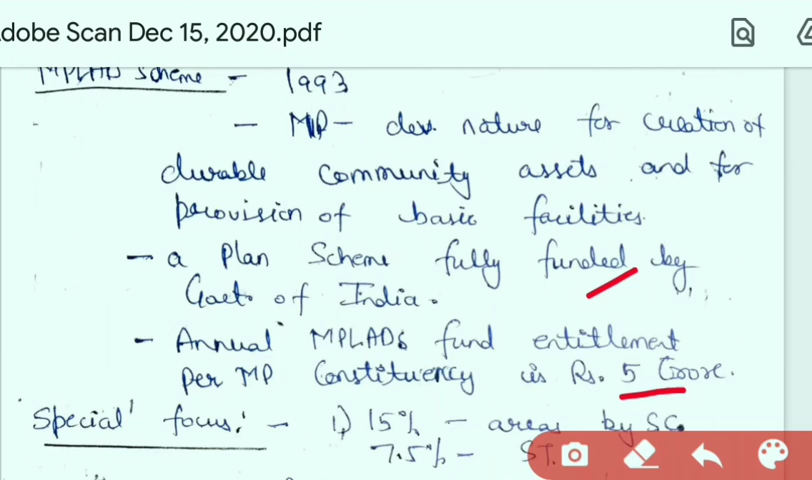 dobe Scan Dec 15, 2020.pdf
MPLAD Scheme - 1993
- MP - dev. nature for creation of
durable community assets and for
provision of basic facilities.
- a Plan Scheme fully funded by
Govt. of India.
- Annual MPLADS fund entitlement
per MP Constituency is Rs. 5 Crore.
Special focus: - 1) 15% - areas by SC.
7.5% - ST.